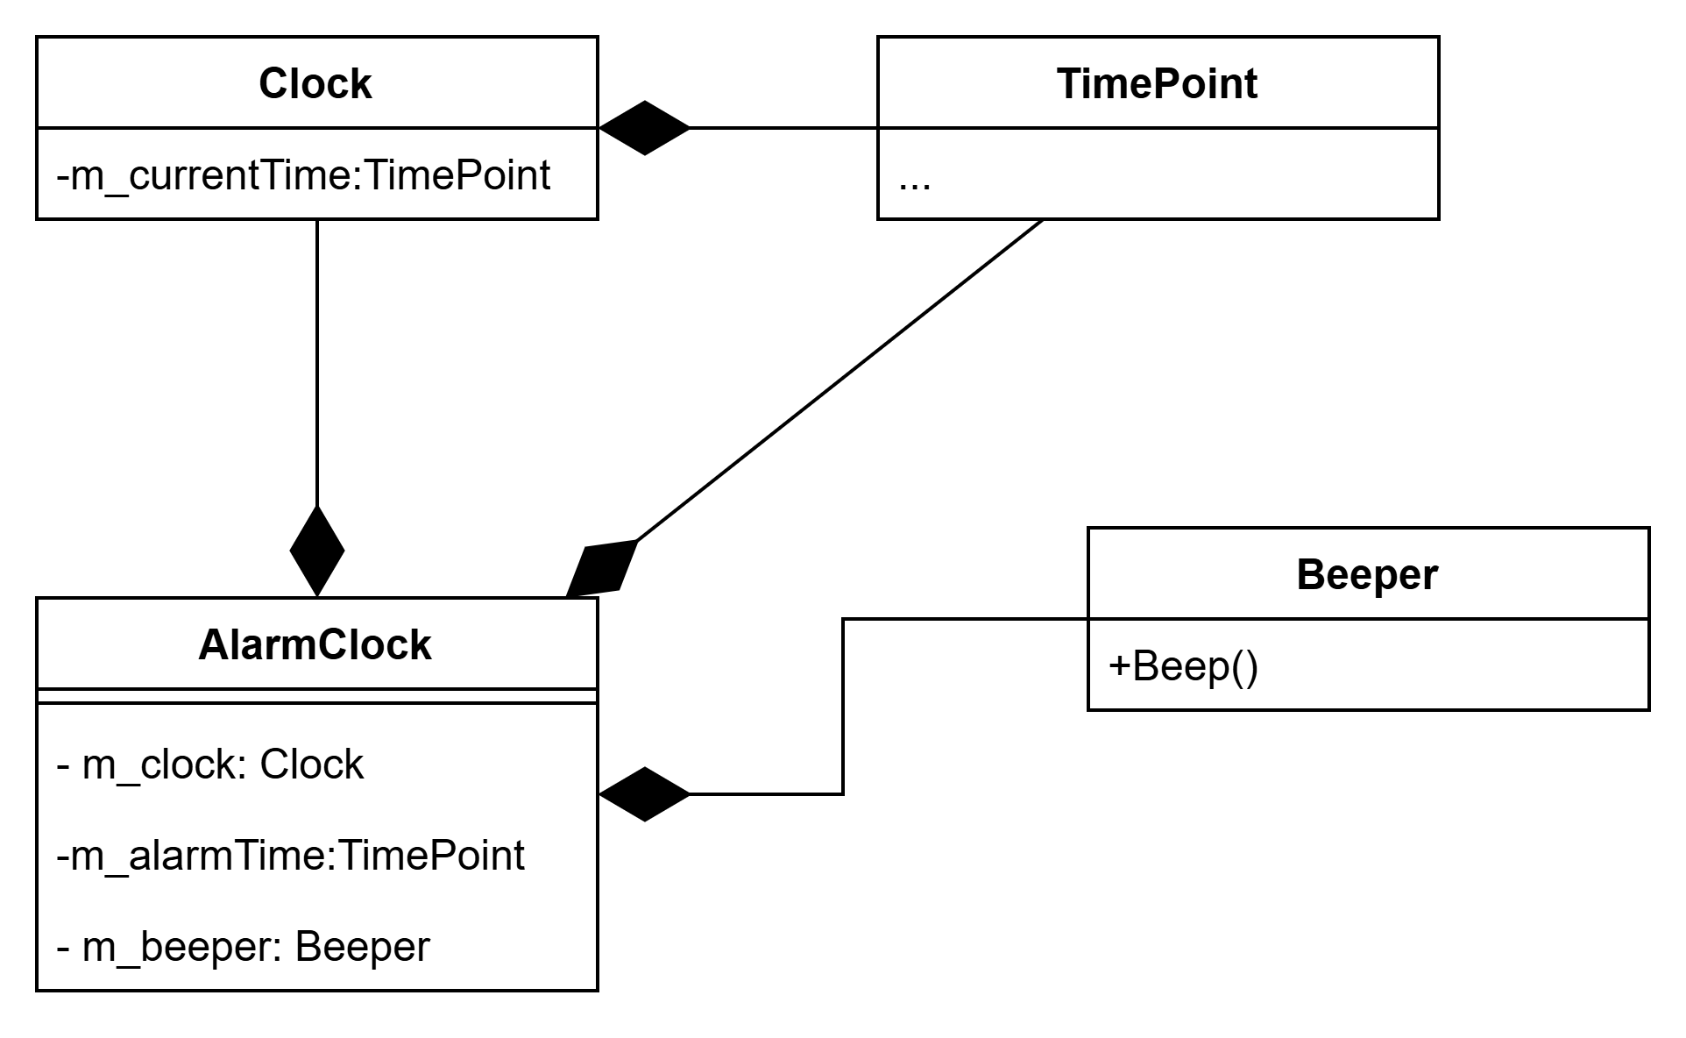 Clock
-m_currentTime:TimePoint
TimePoint
...
AlarmClock
- m_clock: Clock
-m_alarmTime:TimePoint
- m_beeper: Beeper
Beeper
+Beep()